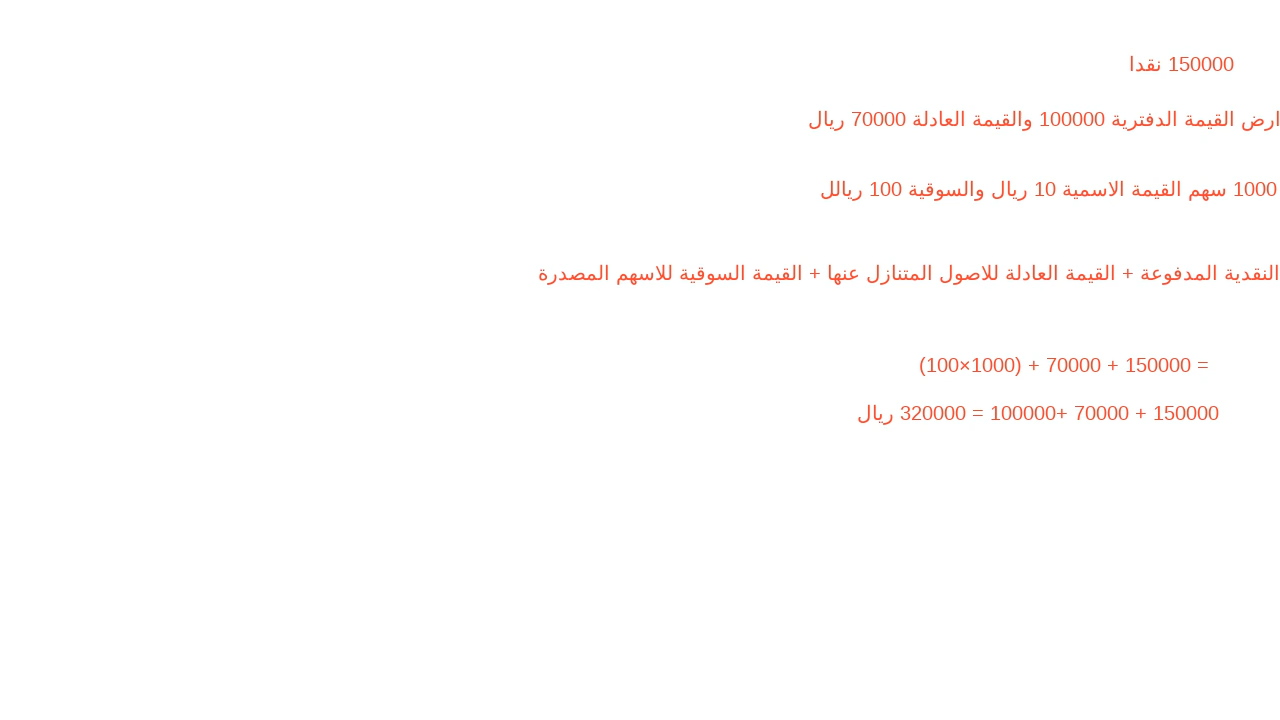 150000 نقدا
ارض القيمة الدفترية 100000 والقيمة العادلة 70000 ريال
1000 سهم القيمة الاسمية 10 ريال والسوقية 100 ريالل
النقدية المدفوعة + القيمة العادلة للاصول المتنازل عنها + القيمة السوقية للاسهم المصدرة
= 150000 + 70000 + (1000×100)
150000 + 70000 +100000 = 320000 ريال